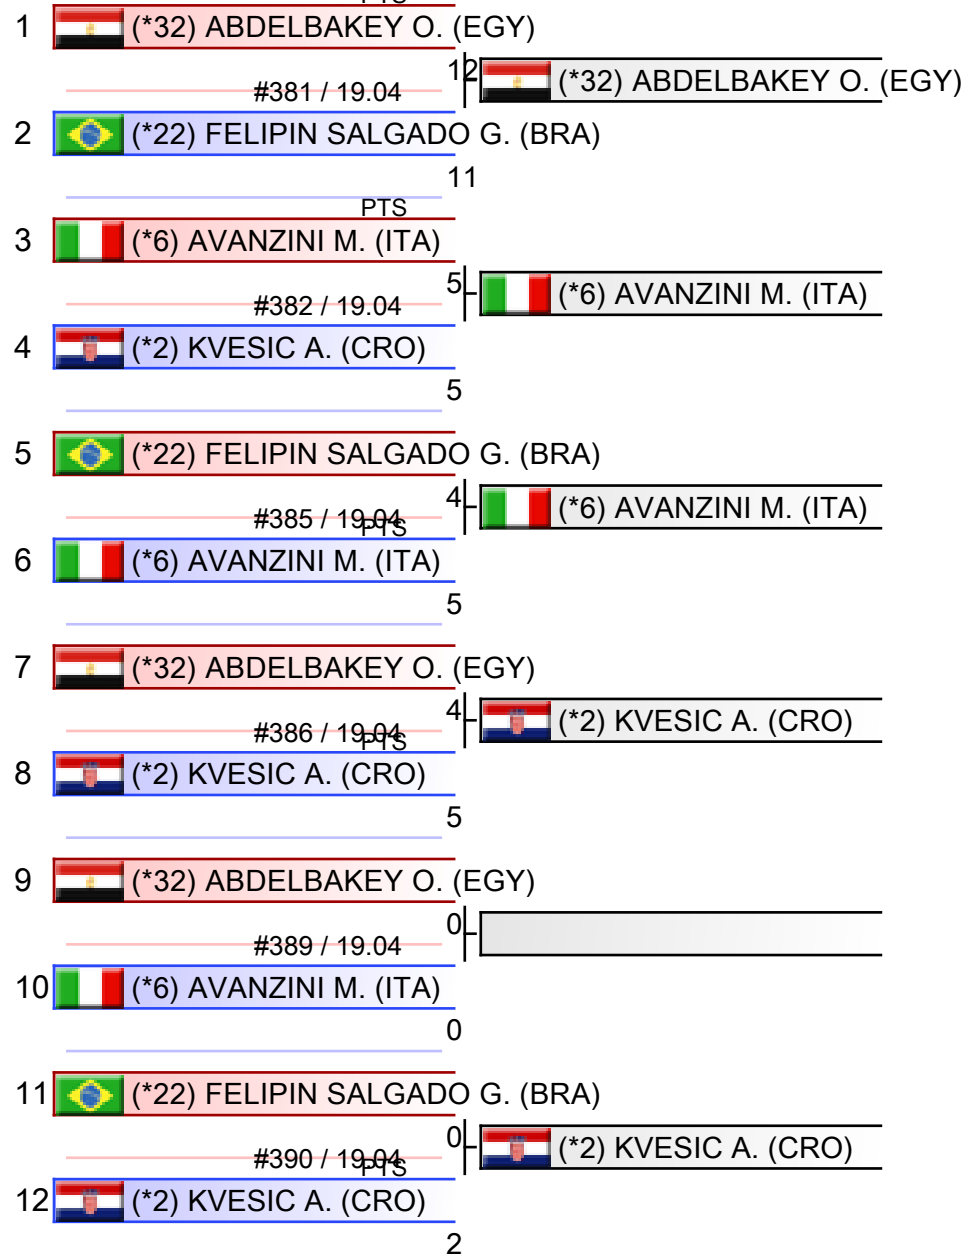 PTS
1 (*32) ABDELBAKEY O. (EGY)
12 (*32) ABDELBAKEY O. (EGY)
#381 / 19.04
2 (*22) FELIPIN SALGADO G. (BRA)
11
PTS
3 (*6) AVANZINI M. (ITA)
5 (*6) AVANZINI M. (ITA)
#382 / 19.04
4 (*2) KVESIC A. (CRO)
5
5 (*22) FELIPIN SALGADO G. (BRA)
4 (*6) AVANZINI M. (ITA)
#385 / 19.04
PTS
6 (*6) AVANZINI M. (ITA)
5
7 (*32) ABDELBAKEY O. (EGY)
4 (*2) KVESIC A. (CRO)
#386 / 19.04
PTS
8 (*2) KVESIC A. (CRO)
5
9 (*32) ABDELBAKEY O. (EGY)
0
#389 / 19.04
10 (*6) AVANZINI M. (ITA)
0
11 (*22) FELIPIN SALGADO G. (BRA)
0 (*2) KVESIC A. (CRO)
#390 / 19.04
PTS
12 (*2) KVESIC A. (CRO)
2